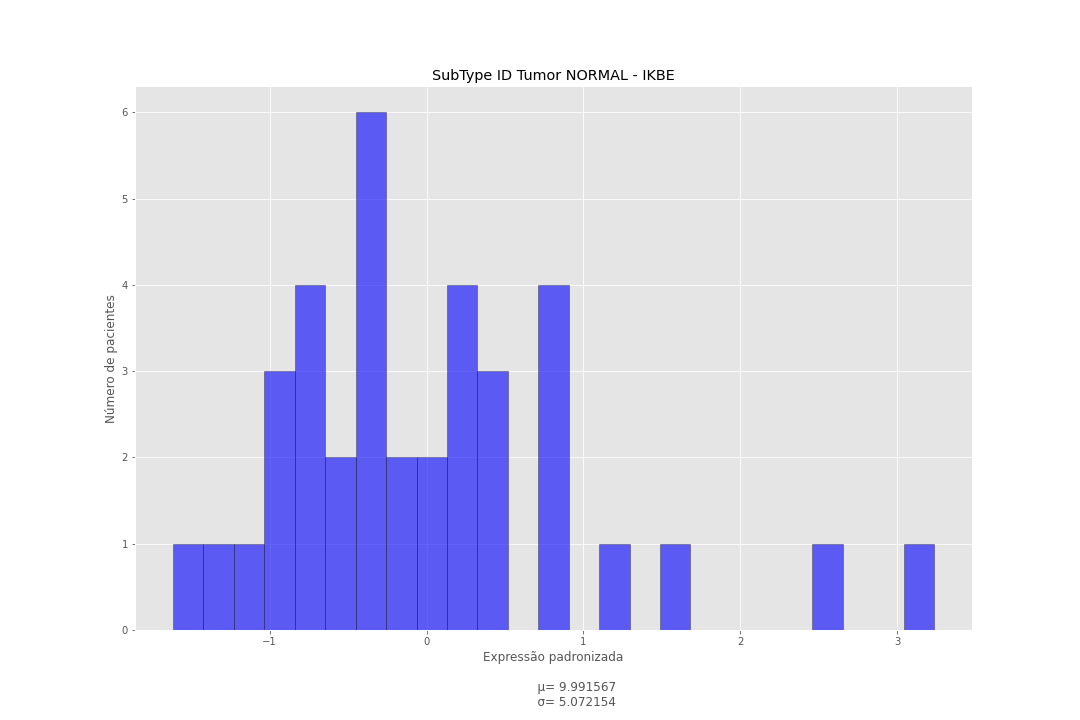 SubType ID Tumor NORMAL - IKBE
6
5
4
3
2
1
0
Número de pacientes
−1 0 1 2 3
Expressão padronizada
μ= 9.991567
σ= 5.072154